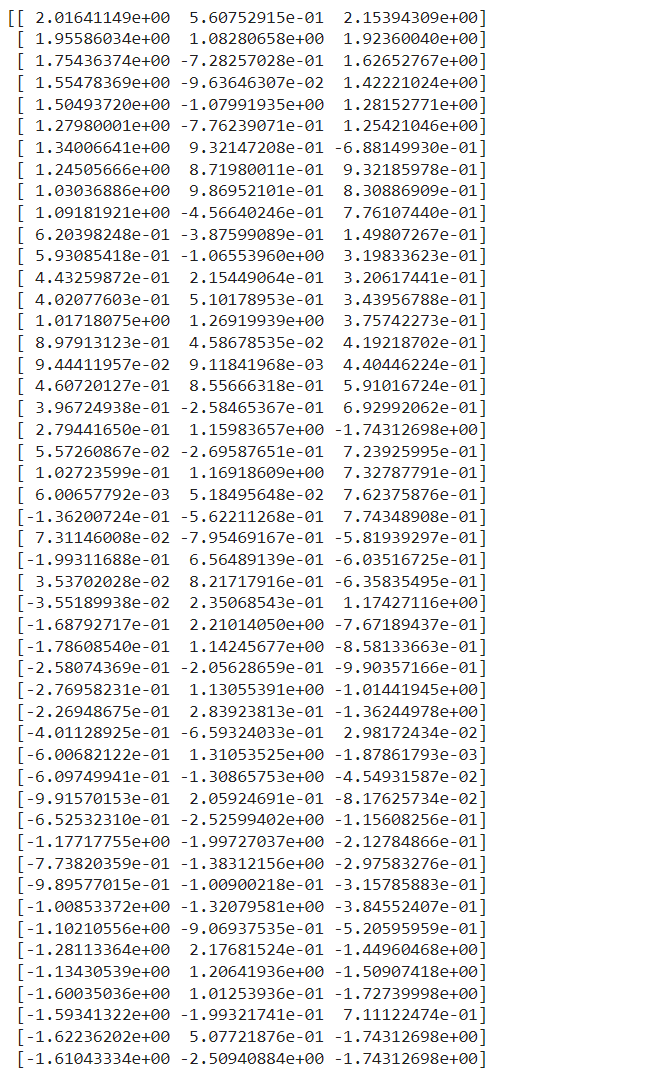 [[ 2.01641149e+00  5.60752915e-01  2.15394309e+00]
 [ 1.95586034e+00  1.08280658e+00  1.92360040e+00]
 [ 1.75436374e+00 -7.28257028e-01  1.62652767e+00]
 [ 1.55478369e+00 -9.63646307e-02  1.42221024e+00]
 [ 1.50493720e+00 -1.07991935e+00  1.28152771e+00]
 [ 1.27980001e+00 -7.76239071e-01  1.25421046e+00]
 [ 1.34006641e+00  9.32147208e-01 -6.88149930e-01]
 [ 1.24505666e+00  8.71980011e-01  9.32185978e-01]
 [ 1.03036886e+00  9.86952101e-01  8.30886909e-01]
 [ 1.09181921e+00 -4.56640246e-01  7.76107440e-01]
 [ 6.20398248e-01 -3.87599089e-01  1.49807267e-01]
 [ 5.93085418e-01 -1.06553960e+00  3.19833623e-01]
 [ 4.43259872e-01  2.15449064e-01  3.20617441e-01]
 [ 4.02077603e-01  5.10178953e-01  3.43956788e-01]
 [ 1.01718075e+00  1.26919939e+00  3.75742273e-01]
 [ 8.97913123e-01  4.58678535e-02  4.19218702e-01]
 [ 9.44411957e-02  9.11841968e-03  4.40446224e-01]
 [ 4.60720127e-01  8.55666318e-01  5.91016724e-01]
 [ 3.96724938e-01 -2.58465367e-01  6.92992062e-01]
 [ 2.79441650e-01  1.15983657e+00 -1.74312698e+00]
 [ 5.57260867e-02 -2.69587651e-01  7.23925995e-01]
 [ 1.02723599e-01  1.16918609e+00  7.32787791e-01]
 [ 6.00657792e-03  5.18495648e-02  7.62375876e-01]
 [-1.36200724e-01 -5.62211268e-01  7.74348908e-01]
 [ 7.31146008e-02 -7.95469167e-01 -5.81939297e-01]
 [-1.99311688e-01  6.56489139e-01 -6.03516725e-01]
 [ 3.53702028e-02  8.21717916e-01 -6.35835495e-01]
 [-3.55189938e-02  2.35068543e-01  1.17427116e+00]
 [-1.68792717e-01  2.21014050e+00 -7.67189437e-01]
 [-1.78608540e-01  1.14245677e+00 -8.58133663e-01]
 [-2.58074369e-01 -2.05628659e-01 -9.90357166e-01]
 [-2.76958231e-01  1.13055391e+00 -1.01441945e+00]
 [-2.26948675e-01  2.83923813e-01 -1.36244978e+00]
 [-4.01128925e-01 -6.59324033e-01  2.98172434e-02]
 [-6.00682122e-01  1.31053525e+00 -1.87861793e-03]
 [-6.09749941e-01 -1.30865753e+00 -4.54931587e-02]
 [-9.91570153e-01  2.05924691e-01 -8.17625734e-02]
 [-6.52532310e-01 -2.52599402e+00 -1.15608256e-01]
 [-1.17717755e+00 -1.99727037e+00 -2.12784866e-01]
 [-7.73820359e-01 -1.38312156e+00 -2.97583276e-01]
 [-9.89577015e-01 -1.00900218e-01 -3.15785883e-01]
 [-1.00853372e+00 -1.32079581e+00 -3.84552407e-01]
 [-1.10210556e+00 -9.06937535e-01 -5.20595959e-01]
 [-1.28113364e+00  2.17681524e-01 -1.44960468e+00]
 [-1.13430539e+00  1.20641936e+00 -1.50907418e+00]
 [-1.60035036e+00  1.01253936e-01 -1.72739998e+00]
 [-1.59341322e+00 -1.99321741e-01  7.11122474e-01]
 [-1.62236202e+00  5.07721876e-01 -1.74312698e+00]
 [-1.61043334e+00 -2.50940884e+00 -1.74312698e+00]